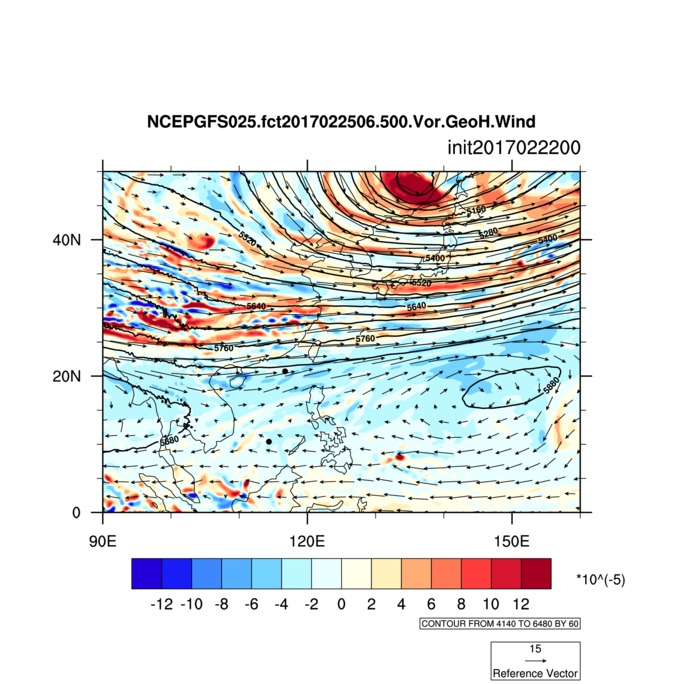 NCEPGFS025.fct2017022506.500.Vor.GeoH.Wind
init2017022200
5160
5280
5400
5520
40N
5400
5520
5640
5640
5760
5760
20N
5880
5880
0
90E 120E 150E
-12 -10 -8 -6 -4 -2 0 2 4 6 8 10 12
*10^(-5)
CONTOUR FROM 4140 TO 6480 BY 60
15
Reference Vector